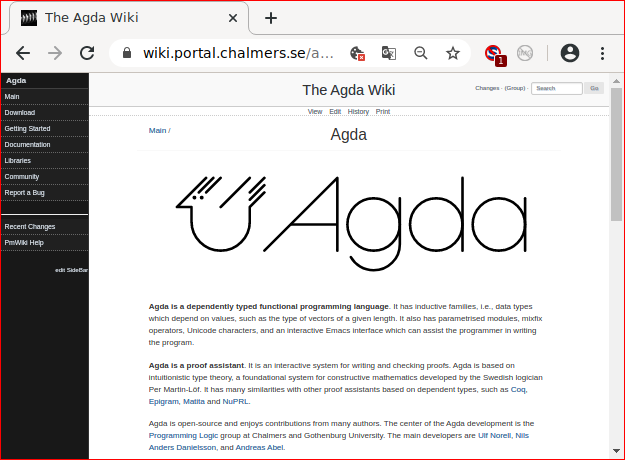 The Agda Wiki
wiki.portal.chalmers.se/a...
1
Agda
Main
Download
Getting Started
Documentation
Libraries
Community
Report a Bug
Recent Changes
PmWiki Help
edit SideBar
The Agda Wiki
Changes · (Group) · Search Go
View Edit History Print
Main /
Agda
Agda
Agda is a dependently typed functional programming language. It has inductive families, i.e., data types
which depend on values, such as the type of vectors of a given length. It also has parametrised modules, mixfix
operators, Unicode characters, and an interactive Emacs interface which can assist the programmer in writing
the program.
Agda is a proof assistant. It is an interactive system for writing and checking proofs. Agda is based on
intuitionistic type theory, a foundational system for constructive mathematics developed by the Swedish logician
Per Martin-Löf. It has many similarities with other proof assistants based on dependent types, such as Coq,
Epigram, Matita and NuPRL.
Agda is open-source and enjoys contributions from many authors. The center of the Agda development is the
Programming Logic group at Chalmers and Gothenburg University. The main developers are Ulf Norell, Nils
Anders Danielsson, and Andreas Abel.